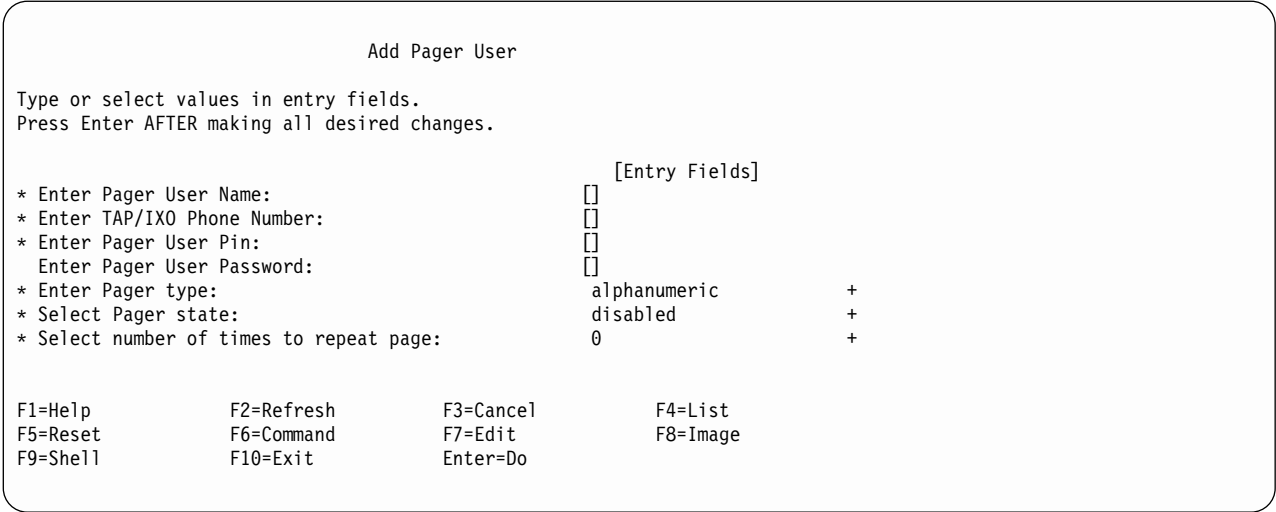 Add Pager User
Type or select values in entry fields.
Press Enter AFTER making all desired changes.
[Entry Fields]
* Enter Pager User Name: []
* Enter TAP/IXO Phone Number: []
* Enter Pager User Pin: []
Enter Pager User Password: []
* Enter Pager type: alphanumeric +
* Select Pager state: disabled +
* Select number of times to repeat page: 0 +
F1=Help F2=Refresh F3=Cancel F4=List
F5=Reset F6=Command F7=Edit F8=Image
F9=Shell F10=Exit Enter=Do